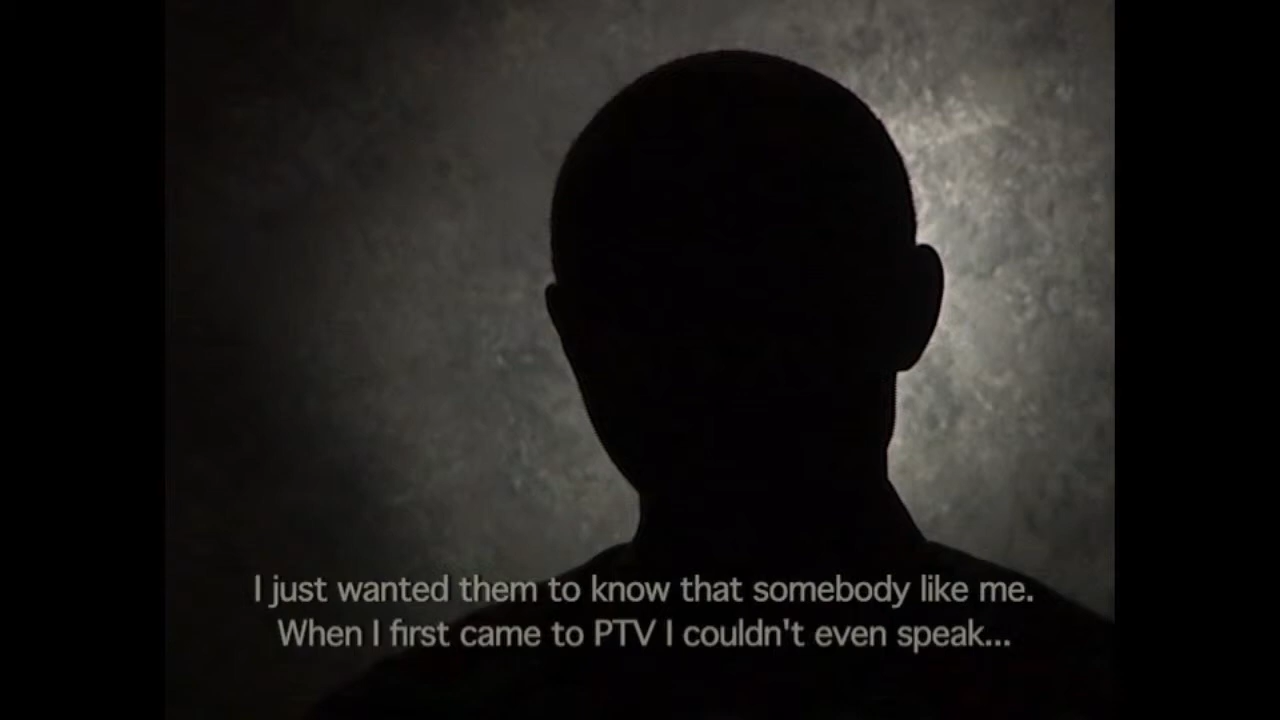 I just wanted them to know that somebody like me.
When I first came to PTV I couldn't even speak...